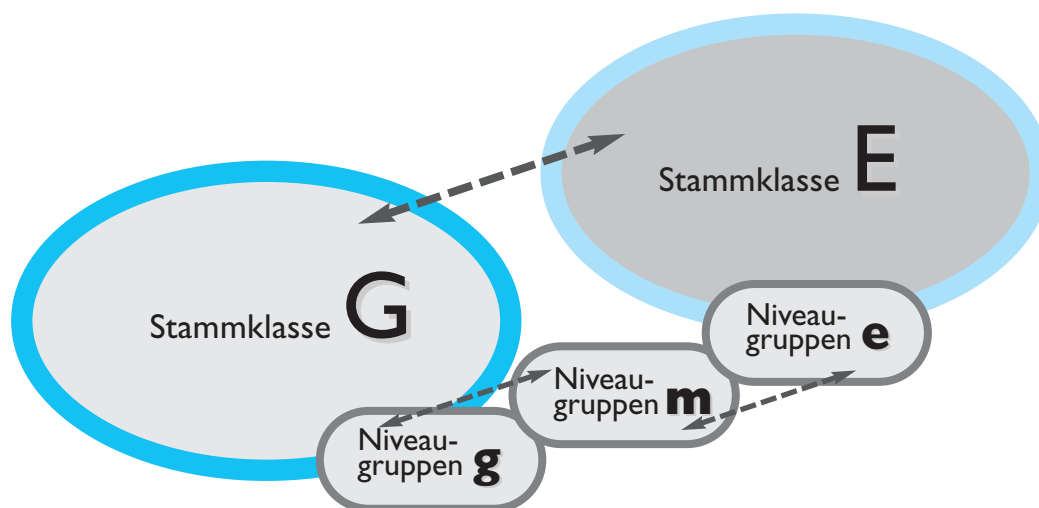 Stammklasse E
Stammklasse G
Niveau-
gruppen e
Niveau-
gruppen m
Niveau-
gruppen g